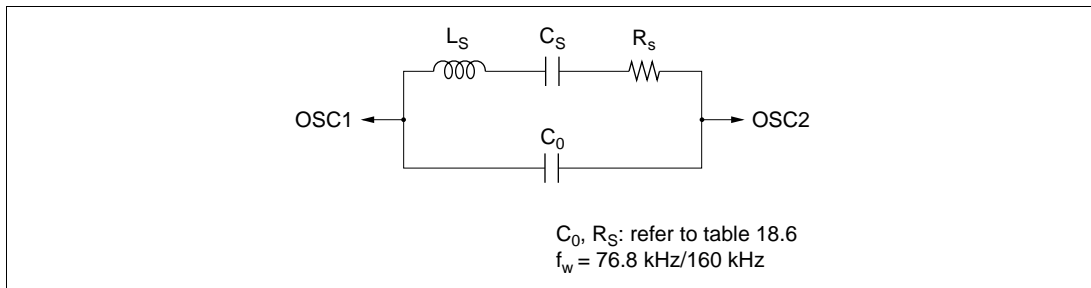 L_S C_S R_s
OSC1 OSC2
C_0
C_0, R_S: refer to table 18.6
f_w = 76.8 kHz/160 kHz